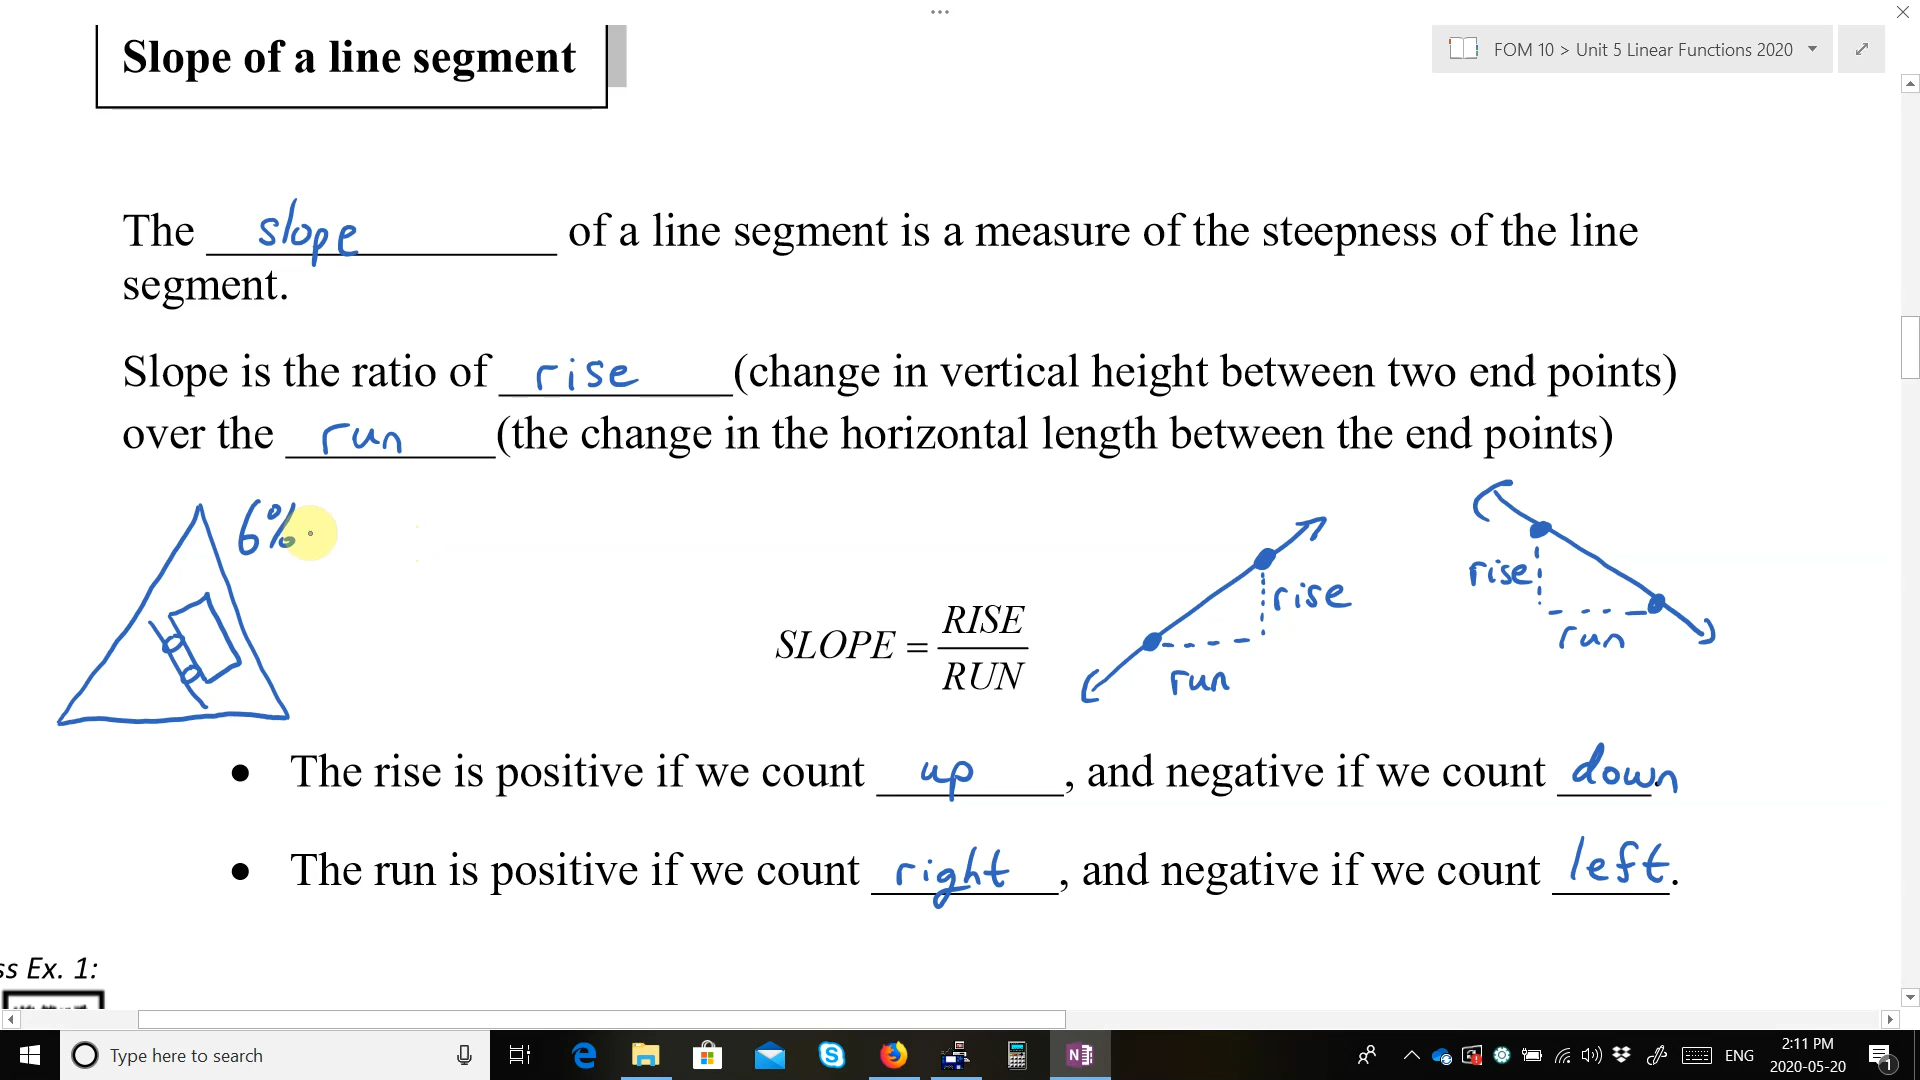 FOM 10 > Unit 5 Linear Functions 2020
Slope of a line segment
The slope of a line segment is a measure of the steepness of the line
segment.
Slope is the ratio of rise (change in vertical height between two end points)
over the run (the change in the horizontal length between the end points)
6%
SLOPE = RISE
RUN
rise
run
rise
run
• The rise is positive if we count up, and negative if we count down.
• The run is positive if we count right, and negative if we count left.
ss Ex. 1:
Type here to search
ENG
2:11 PM
2020-05-20
1